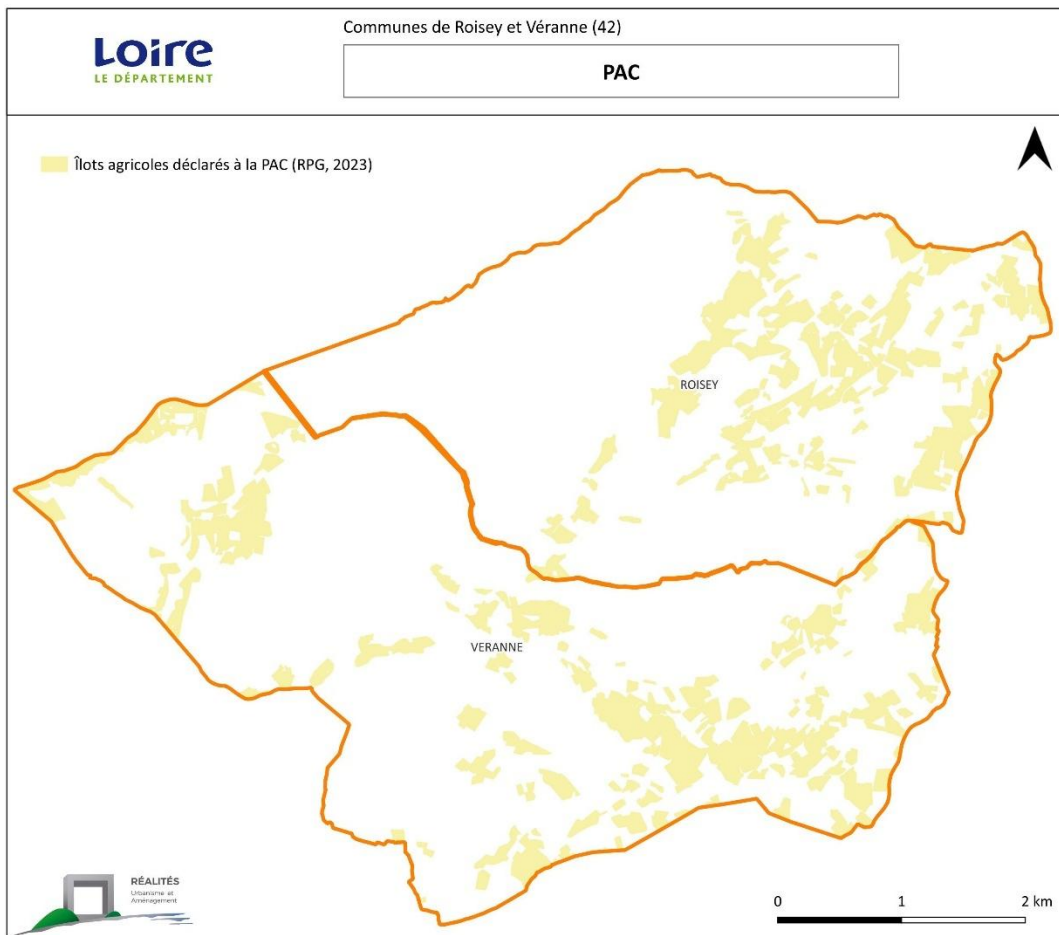 Loire
LE DÉPARTEMENT
Communes de Roisey et Véranne (42)
PAC
Îlots agricoles déclarés à la PAC (RPG, 2023)
ROISEY
VERANNE
RÉALITÉS
Urbanisme et
Aménagement
0 1 2 km